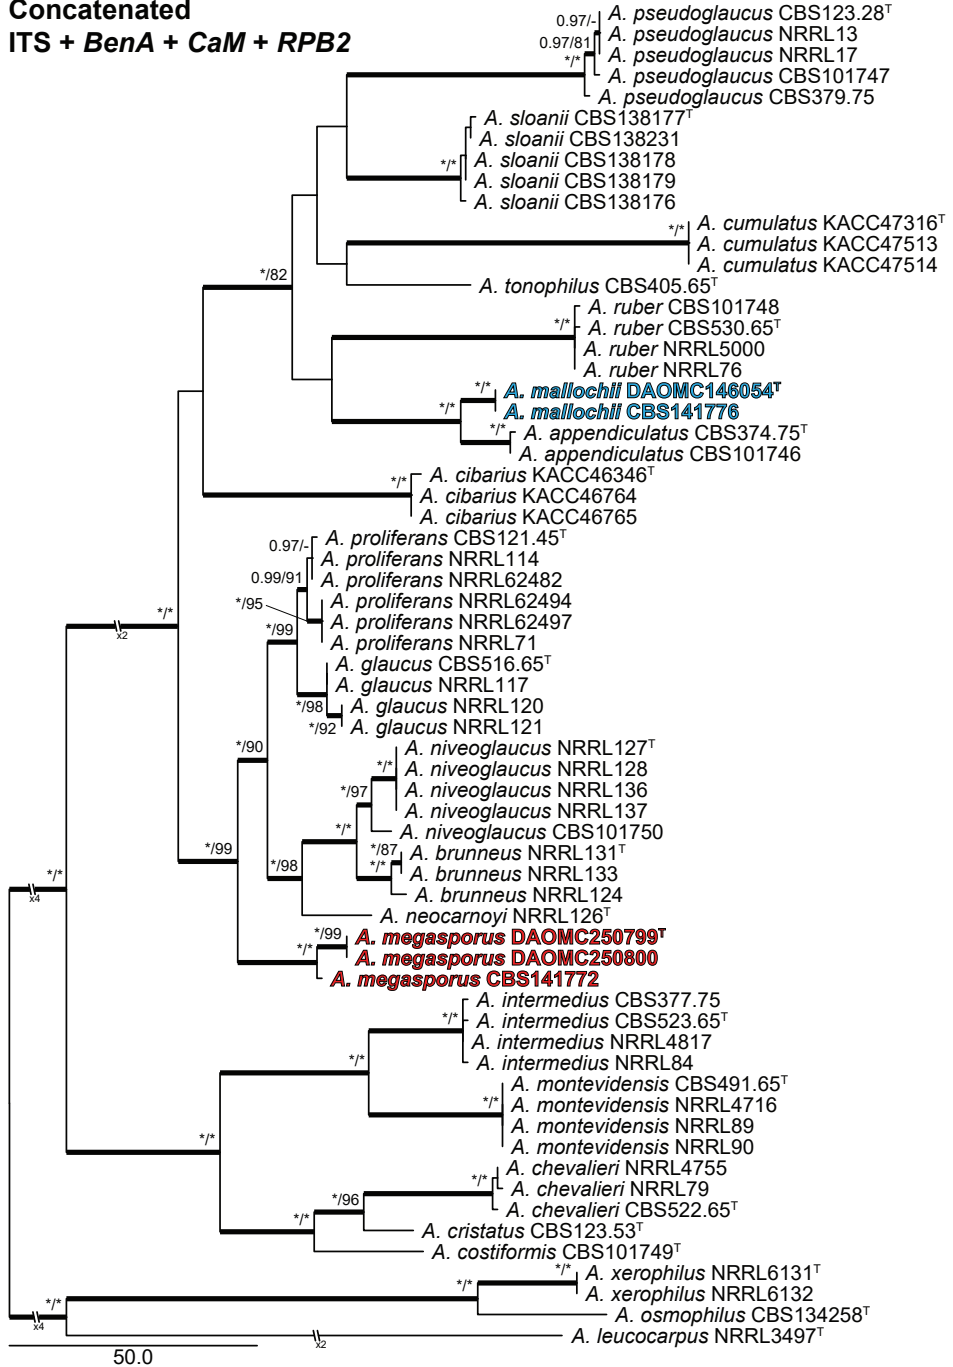 Concatenated
ITS + BenA + CaM + RPB2
0.97/-
A. pseudoglaucus CBS123.28ᵀ
A. pseudoglaucus NRRL13
0.97/81
A. pseudoglaucus NRRL17
*/*
A. pseudoglaucus CBS101747
A. pseudoglaucus CBS379.75
A. sloanii CBS138177ᵀ
A. sloanii CBS138231
*/*
A. sloanii CBS138178
A. sloanii CBS138179
A. sloanii CBS138176
A. cumulatus KACC47316ᵀ
*/*
A. cumulatus KACC47513
A. cumulatus KACC47514
*/82
A. tonophilus CBS405.65ᵀ
A. ruber CBS101748
*/*
A. ruber CBS530.65ᵀ
A. ruber NRRL5000
A. ruber NRRL76
*/*
A. mallochii DAOMC146054ᵀ
*/*
A. mallochii CBS141776
*/*
A. appendiculatus CBS374.75ᵀ
A. appendiculatus CBS101746
*/*
A. cibarius KACC46346ᵀ
A. cibarius KACC46764
A. cibarius KACC46765
A. proliferans CBS121.45ᵀ
0.97/-
A. proliferans NRRL114
0.99/91
A. proliferans NRRL62482
*/95
A. proliferans NRRL62494
*/*
x2
A. proliferans NRRL62497
*/99
A. proliferans NRRL71
A. glaucus CBS516.65ᵀ
A. glaucus NRRL117
*/98
A. glaucus NRRL120
*/92
A. glaucus NRRL121
*/90
A. niveoglaucus NRRL127ᵀ
*/*
A. niveoglaucus NRRL128
*/97
A. niveoglaucus NRRL136
A. niveoglaucus NRRL137
*/*
A. niveoglaucus CBS101750
*/99
*/87
A. brunneus NRRL131ᵀ
*/98
*/*
A. brunneus NRRL133
*/*
x4
A. brunneus NRRL124
A. neocarnoyi NRRL126ᵀ
*/99
A. megasporus DAOMC250799ᵀ
*/*
A. megasporus DAOMC250800
A. megasporus CBS141772
A. intermedius CBS377.75
*/*
A. intermedius CBS523.65ᵀ
A. intermedius NRRL4817
*/*
A. intermedius NRRL84
A. montevidensis CBS491.65ᵀ
*/*
A. montevidensis NRRL4716
A. montevidensis NRRL89
*/*
A. montevidensis NRRL90
A. chevalieri NRRL4755
*/*
A. chevalieri NRRL79
*/96
A. chevalieri CBS522.65ᵀ
*/*
A. cristatus CBS123.53ᵀ
A. costiformis CBS101749ᵀ
*/*
A. xerophilus NRRL6131ᵀ
*/*
A. xerophilus NRRL6132
*/*
x4
A. osmophilus CBS134258ᵀ
x2
A. leucocarpus NRRL3497ᵀ
50.0